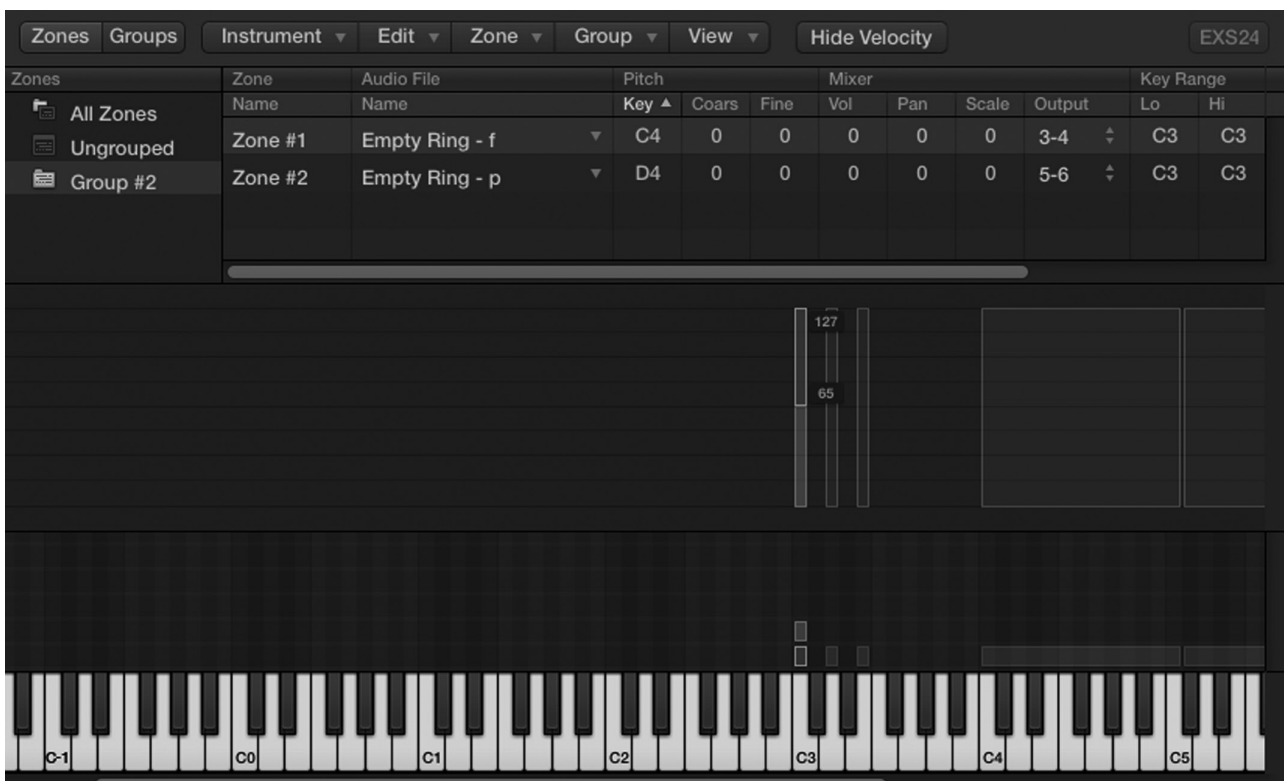 Zones Groups Instrument Edit Zone Group View Hide Velocity EXS24
Zones Zone Audio File Pitch Mixer Key Range
Name Name Key Coars Fine Vol Pan Scale Output Lo Hi
All Zones
Ungrouped
Group #2
Zone #1 Empty Ring - f C4 0 0 0 0 0 3-4 C3 C3
Zone #2 Empty Ring - p D4 0 0 0 0 0 5-6 C3 C3
127
65
C-1 C0 C1 C2 C3 C4 C5